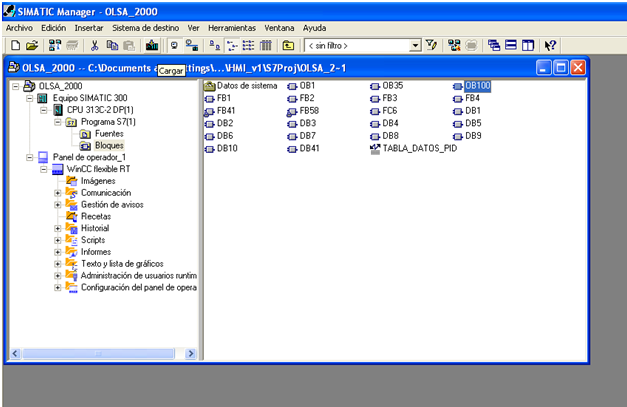 SIMATIC Manager - OLSA_2000
Archivo Edición Insertar Sistema de destino Ver Herramientas Ventana Ayuda
< sin filtro >
OLSA_2000 -- C:\Documents a
ttings\...\HMI_v1\S7Proj\OLSA_2~1
Cargar
OLSA_2000
Equipo SIMATIC 300
CPU 313C-2 DP(1)
Programa S7(1)
Fuentes
Bloques
Panel de operador_1
WinCC flexible RT
Imágenes
Comunicación
Gestión de avisos
Recetas
Historial
Scripts
Informes
Texto y lista de gráficos
Administración de usuarios runtim
Configuración del panel de opera
Datos de sistema OB1 OB35 OB100
FB1 FB2 FB3 FB4
FB41 FB58 FC6 DB1
DB2 DB3 DB4 DB5
DB6 DB7 DB8 DB9
DB10 DB41 TABLA_DATOS_PID